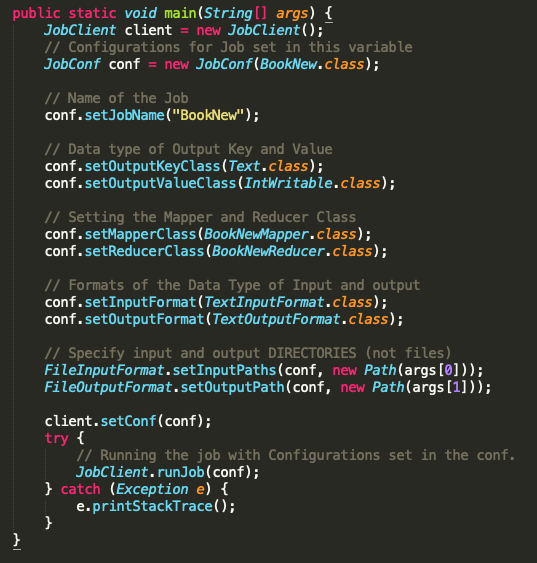 public static void main(String[] args) {
JobClient client = new JobClient();
// Configurations for Job set in this variable
JobConf conf = new JobConf(BookNew.class);
// Name of the Job
conf.setJobName("BookNew");
// Data type of Output Key and Value
conf.setOutputKeyClass(Text.class);
conf.setOutputValueClass(IntWritable.class);
// Setting the Mapper and Reducer Class
conf.setMapperClass(BookNewMapper.class);
conf.setReducerClass(BookNewReducer.class);
// Formats of the Data Type of Input and output
conf.setInputFormat(TextInputFormat.class);
conf.setOutputFormat(TextOutputFormat.class);
// Specify input and output DIRECTORIES (not files)
FileInputFormat.setInputPaths(conf, new Path(args[0]));
FileOutputFormat.setOutputPath(conf, new Path(args[1]));
client.setConf(conf);
try {
// Running the job with Configurations set in the conf.
JobClient.runJob(conf);
} catch (Exception e) {
e.printStackTrace();
}
}